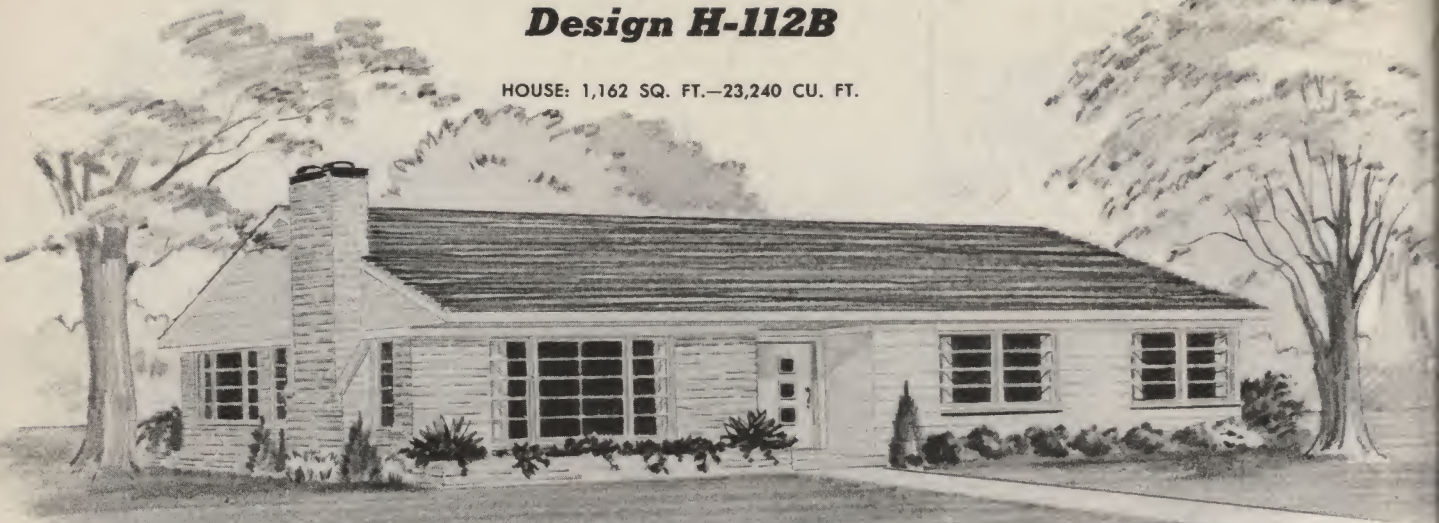 Design H-112B
HOUSE: 1,162 SQ. FT.—23,240 CU. FT.